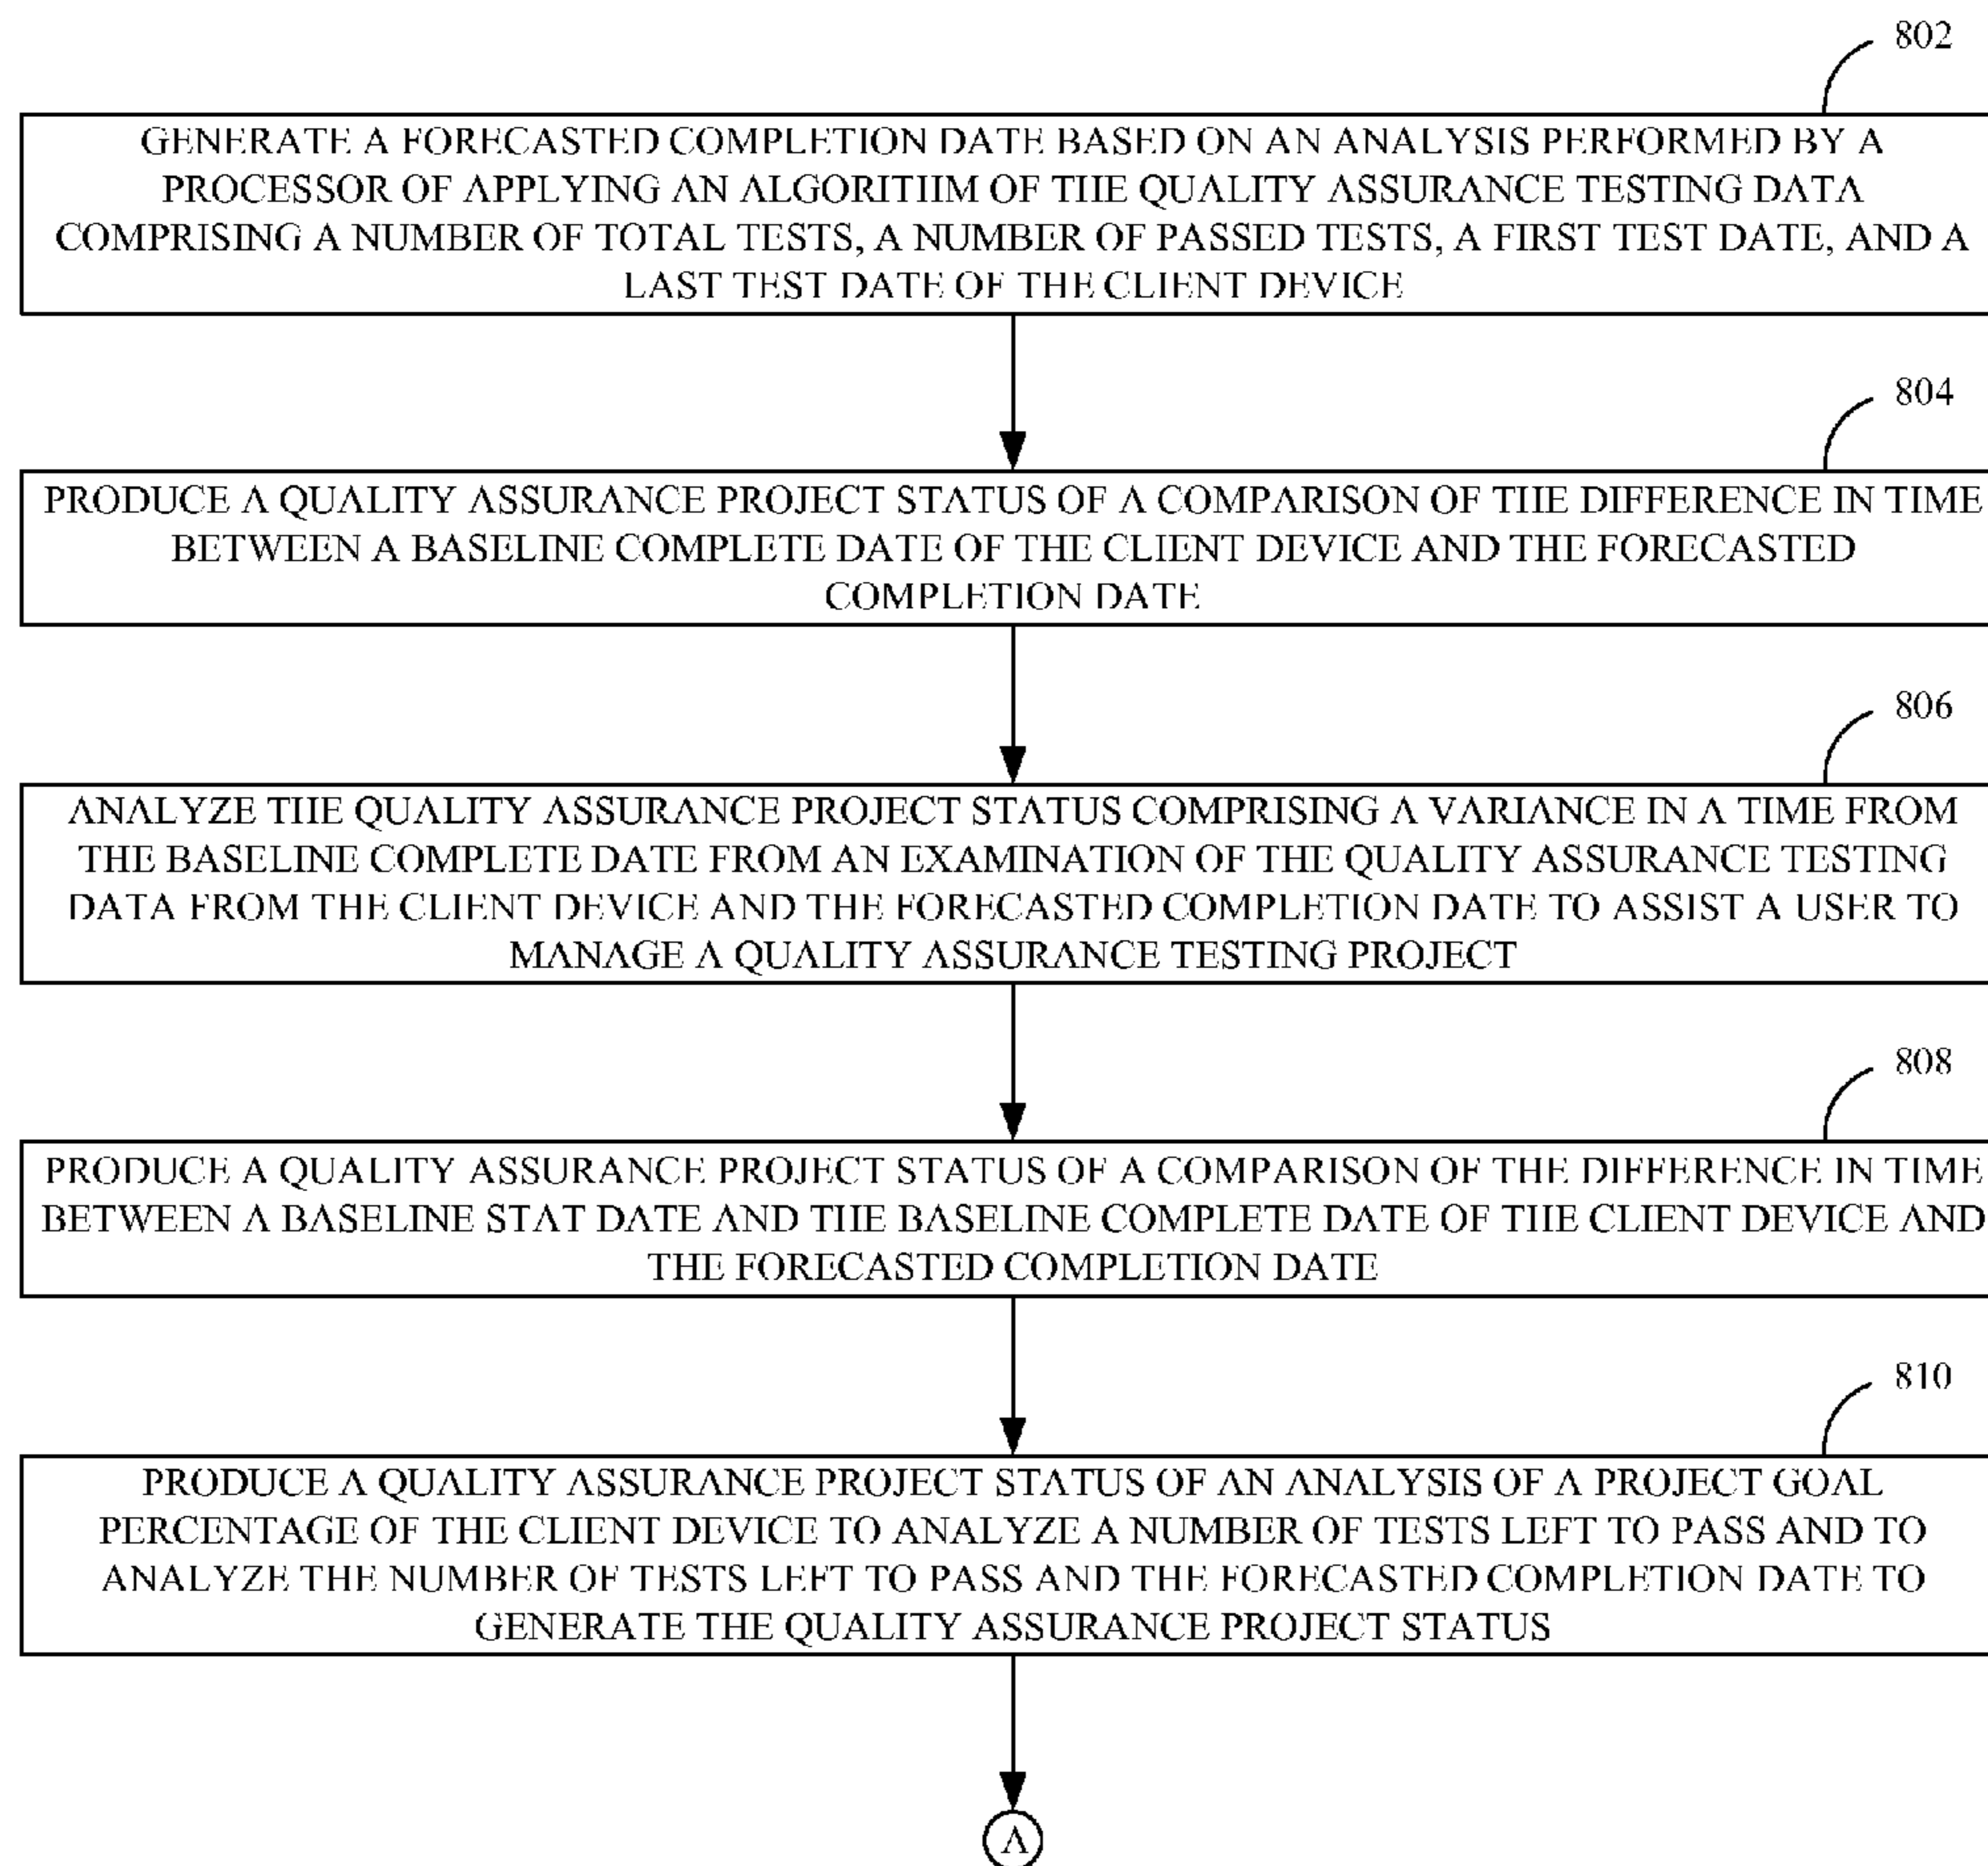 802
GENERATE A FORECASTED COMPLETION DATE BASED ON AN ANALYSIS PERFORMED BY A
PROCESSOR OF APPLYING AN ALGORITHM OF THE QUALITY ASSURANCE TESTING DATA
COMPRISING A NUMBER OF TOTAL TESTS, A NUMBER OF PASSED TESTS, A FIRST TEST DATE, AND A
LAST TEST DATE OF THE CLIENT DEVICE
804
PRODUCE A QUALITY ASSURANCE PROJECT STATUS OF A COMPARISON OF THE DIFFERENCE IN TIME
BETWEEN A BASELINE COMPLETE DATE OF THE CLIENT DEVICE AND THE FORECASTED
COMPLETION DATE
806
ANALYZE THE QUALITY ASSURANCE PROJECT STATUS COMPRISING A VARIANCE IN A TIME FROM
THE BASELINE COMPLETE DATE FROM AN EXAMINATION OF THE QUALITY ASSURANCE TESTING
DATA FROM THE CLIENT DEVICE AND THE FORECASTED COMPLETION DATE TO ASSIST A USER TO
MANAGE A QUALITY ASSURANCE TESTING PROJECT
808
PRODUCE A QUALITY ASSURANCE PROJECT STATUS OF A COMPARISON OF THE DIFFERENCE IN TIME
BETWEEN A BASELINE STAT DATE AND THE BASELINE COMPLETE DATE OF THE CLIENT DEVICE AND
THE FORECASTED COMPLETION DATE
810
PRODUCE A QUALITY ASSURANCE PROJECT STATUS OF AN ANALYSIS OF A PROJECT GOAL
PERCENTAGE OF THE CLIENT DEVICE TO ANALYZE A NUMBER OF TESTS LEFT TO PASS AND TO
ANALYZE THE NUMBER OF TESTS LEFT TO PASS AND THE FORECASTED COMPLETION DATE TO
GENERATE THE QUALITY ASSURANCE PROJECT STATUS
A